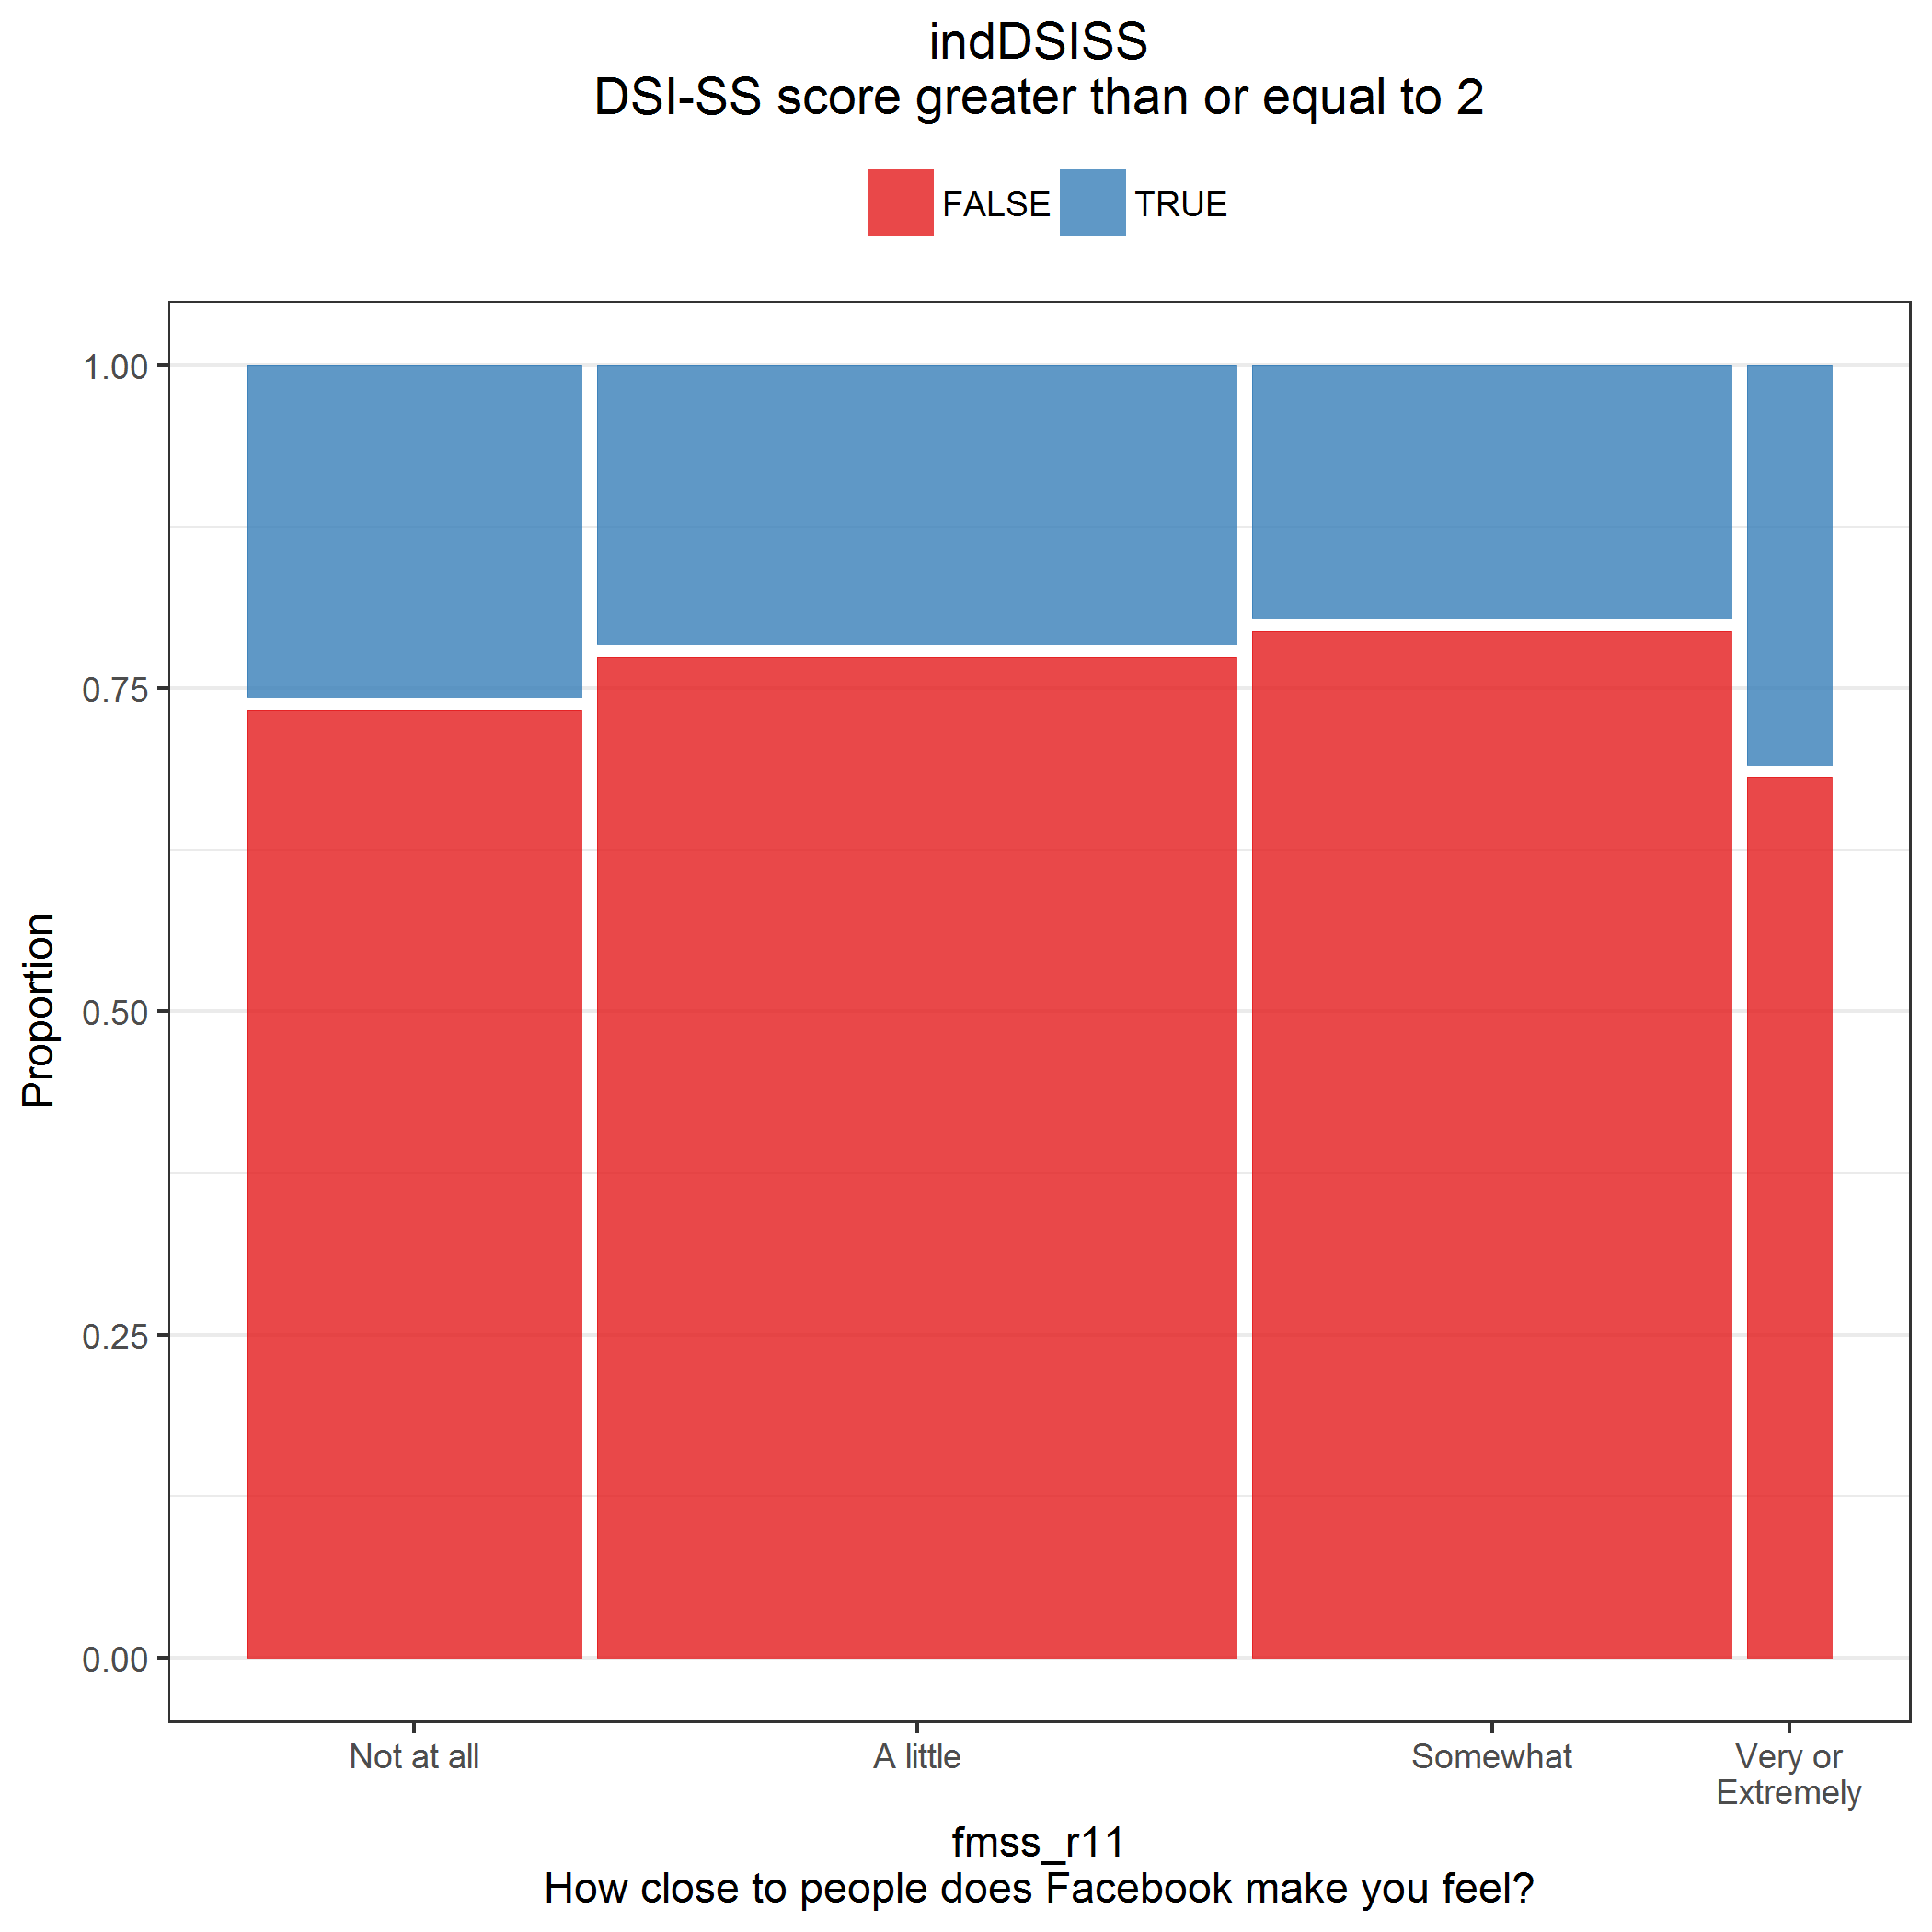 indDSISS
DSI-SS score greater than or equal to 2
FALSE TRUE
1.00
0.75
0.50
0.25
0.00
Proportion
Not at all A little Somewhat Very or
Extremely
fmss_r11
How close to people does Facebook make you feel?